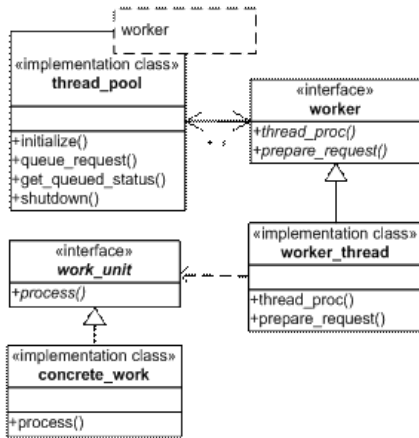 worker
«implementation class»
thread_pool
+initialize()
+queue_request()
+get_queued_status()
+shutdown()
«interface»
worker
+thread_proc()
+prepare_request()
«implementation class»
worker_thread
+thread_proc()
+prepare_request()
«interface»
work_unit
+process()
«implementation class»
concrete_work
+process()